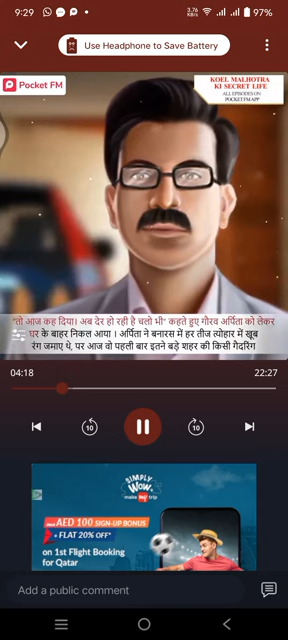 9:29
97%
Use Headphone to Save Battery
Pocket FM
KOEL MALHOTRA
KI SECRET LIFE
ALL EPISODES ON
POCKET FM APP
"तो आज कह दिया। अब देर हो रही है चलो भी" कहते हुए गौरव अर्पिता को लेकर
घर के बाहर निकल आया । अर्पिता ने बनारस में हर तीज त्योहार में खूब
रंग जमाए थे, पर आज वो पहली बार इतने बड़े शहर की किसी गैदरिंग
04:18
22:27
10
10
SIMPLY
WOW.
make my trip
AED 100 SIGN-UP BONUS
+ FLAT 20% OFF*
on 1st Flight Booking
for Qatar
Add a public comment